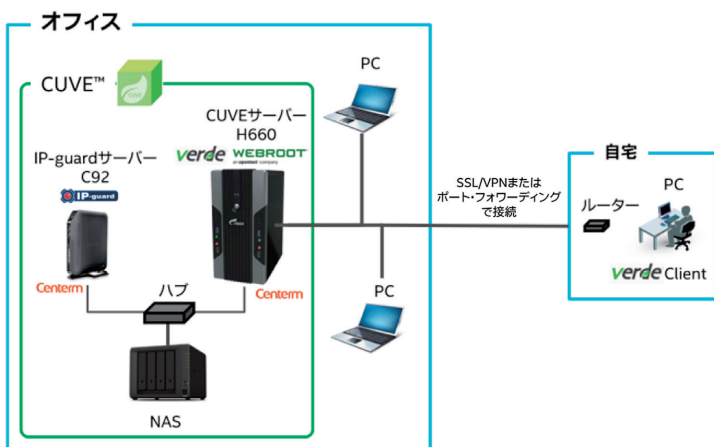 オフィス
CUVE™
CUVE
CUVEサーバー
H660
verde WEBROOT
an opentext company
IP-guardサーバー
C92
IP-guard
Centerm
ハブ
Centerm
NAS
PC
PC
SSL/VPNまたは
ポート・フォワーディング
で接続
自宅
ルーター
PC
verde Client